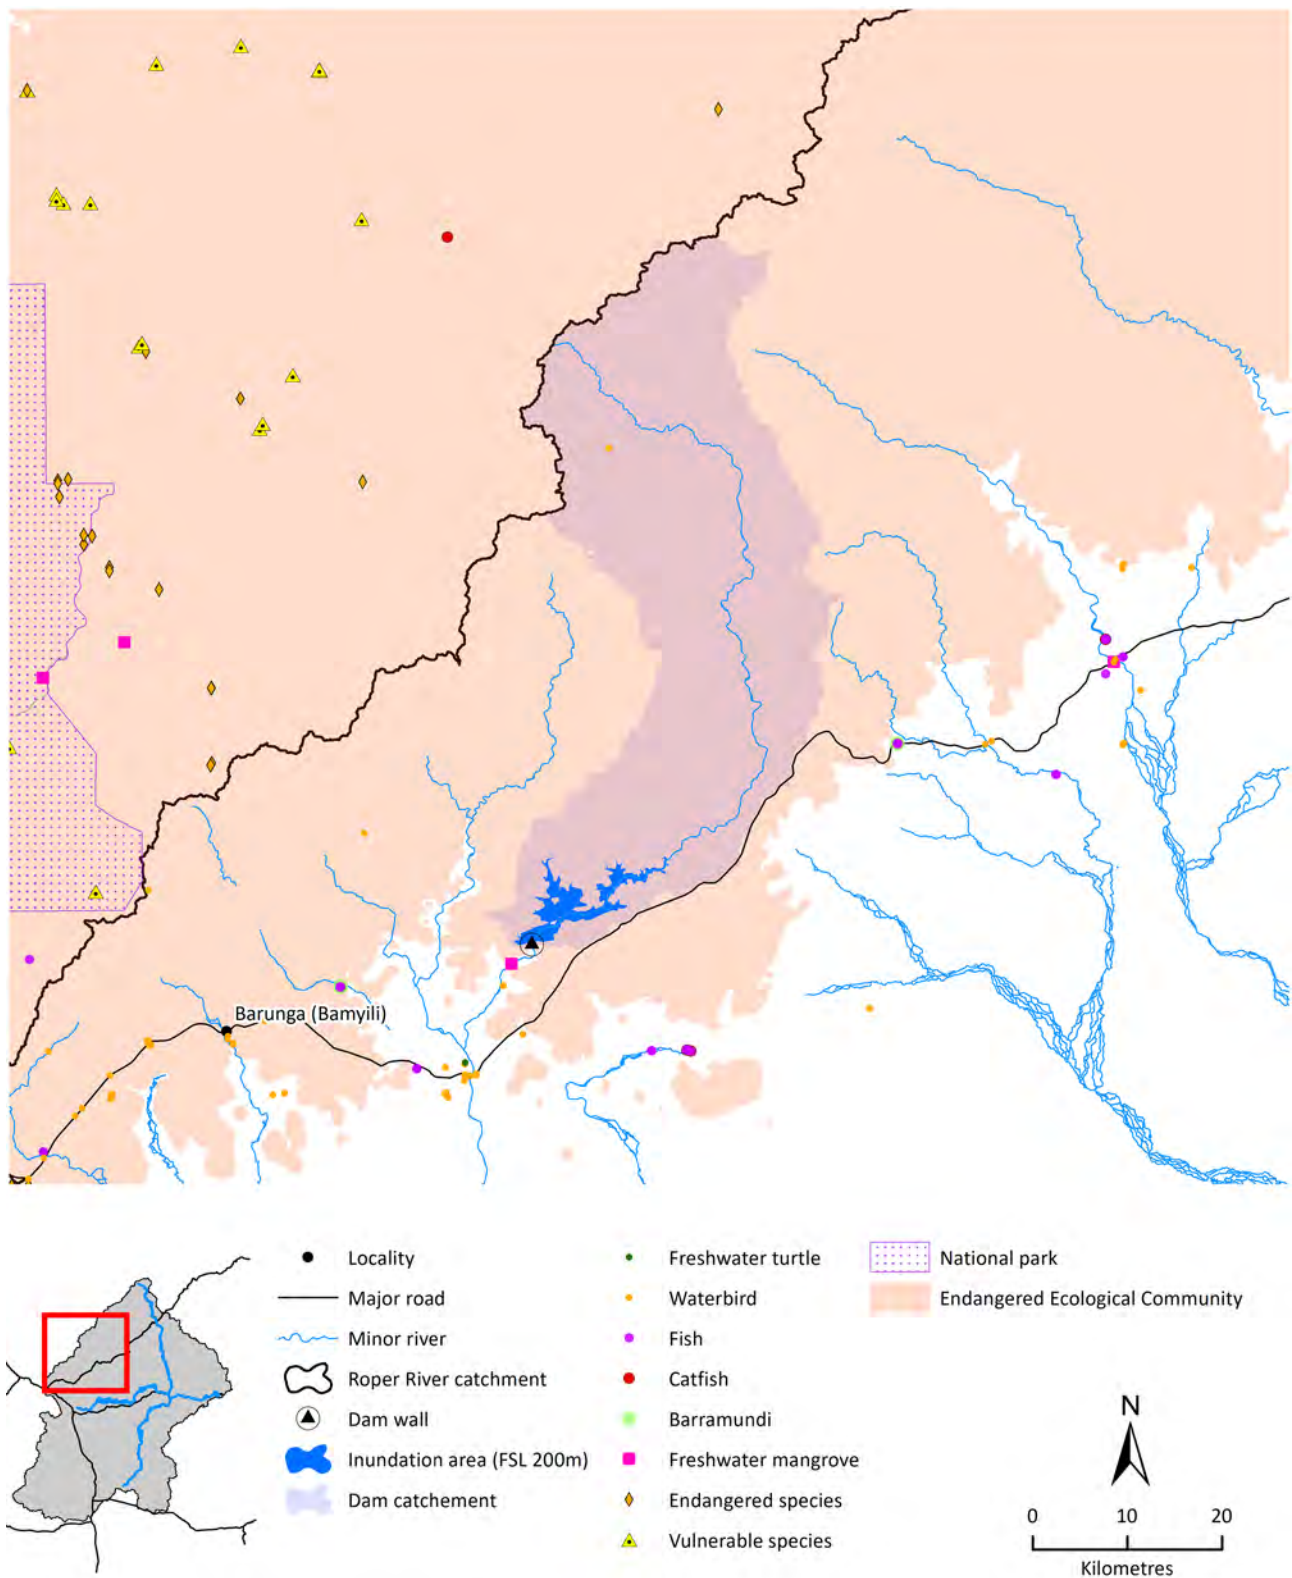 Barunga (Bamyili)
Locality
Major road
Minor river
Roper River catchment
Dam wall
Inundation area (FSL 200m)
Dam catchement
Freshwater turtle
Waterbird
Fish
Catfish
Barramundi
Freshwater mangrove
Endangered species
Vulnerable species
National park
Endangered Ecological Community
N
0 10 20
Kilometres